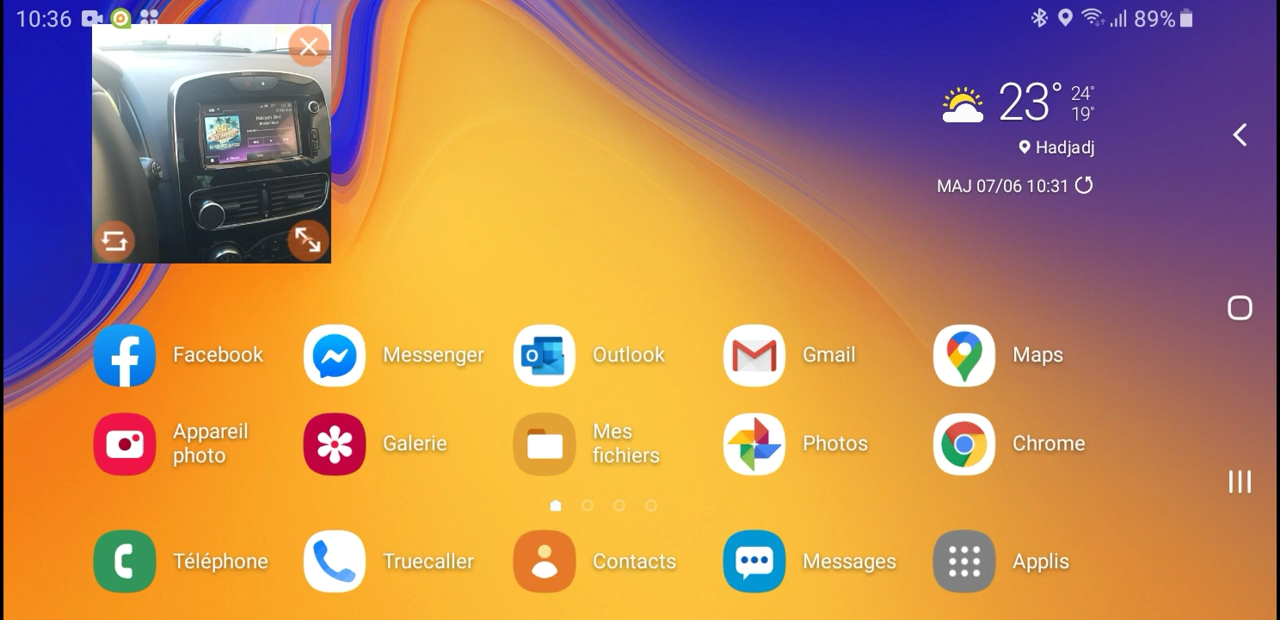 10:36
89%
23° 24°
19°
Hadjadj
MAJ 07/06 10:31
Facebook
Messenger
Outlook
Gmail
Maps
Appareil
photo
Galerie
Mes
fichiers
Photos
Chrome
Téléphone
Truecaller
Contacts
Messages
Applis